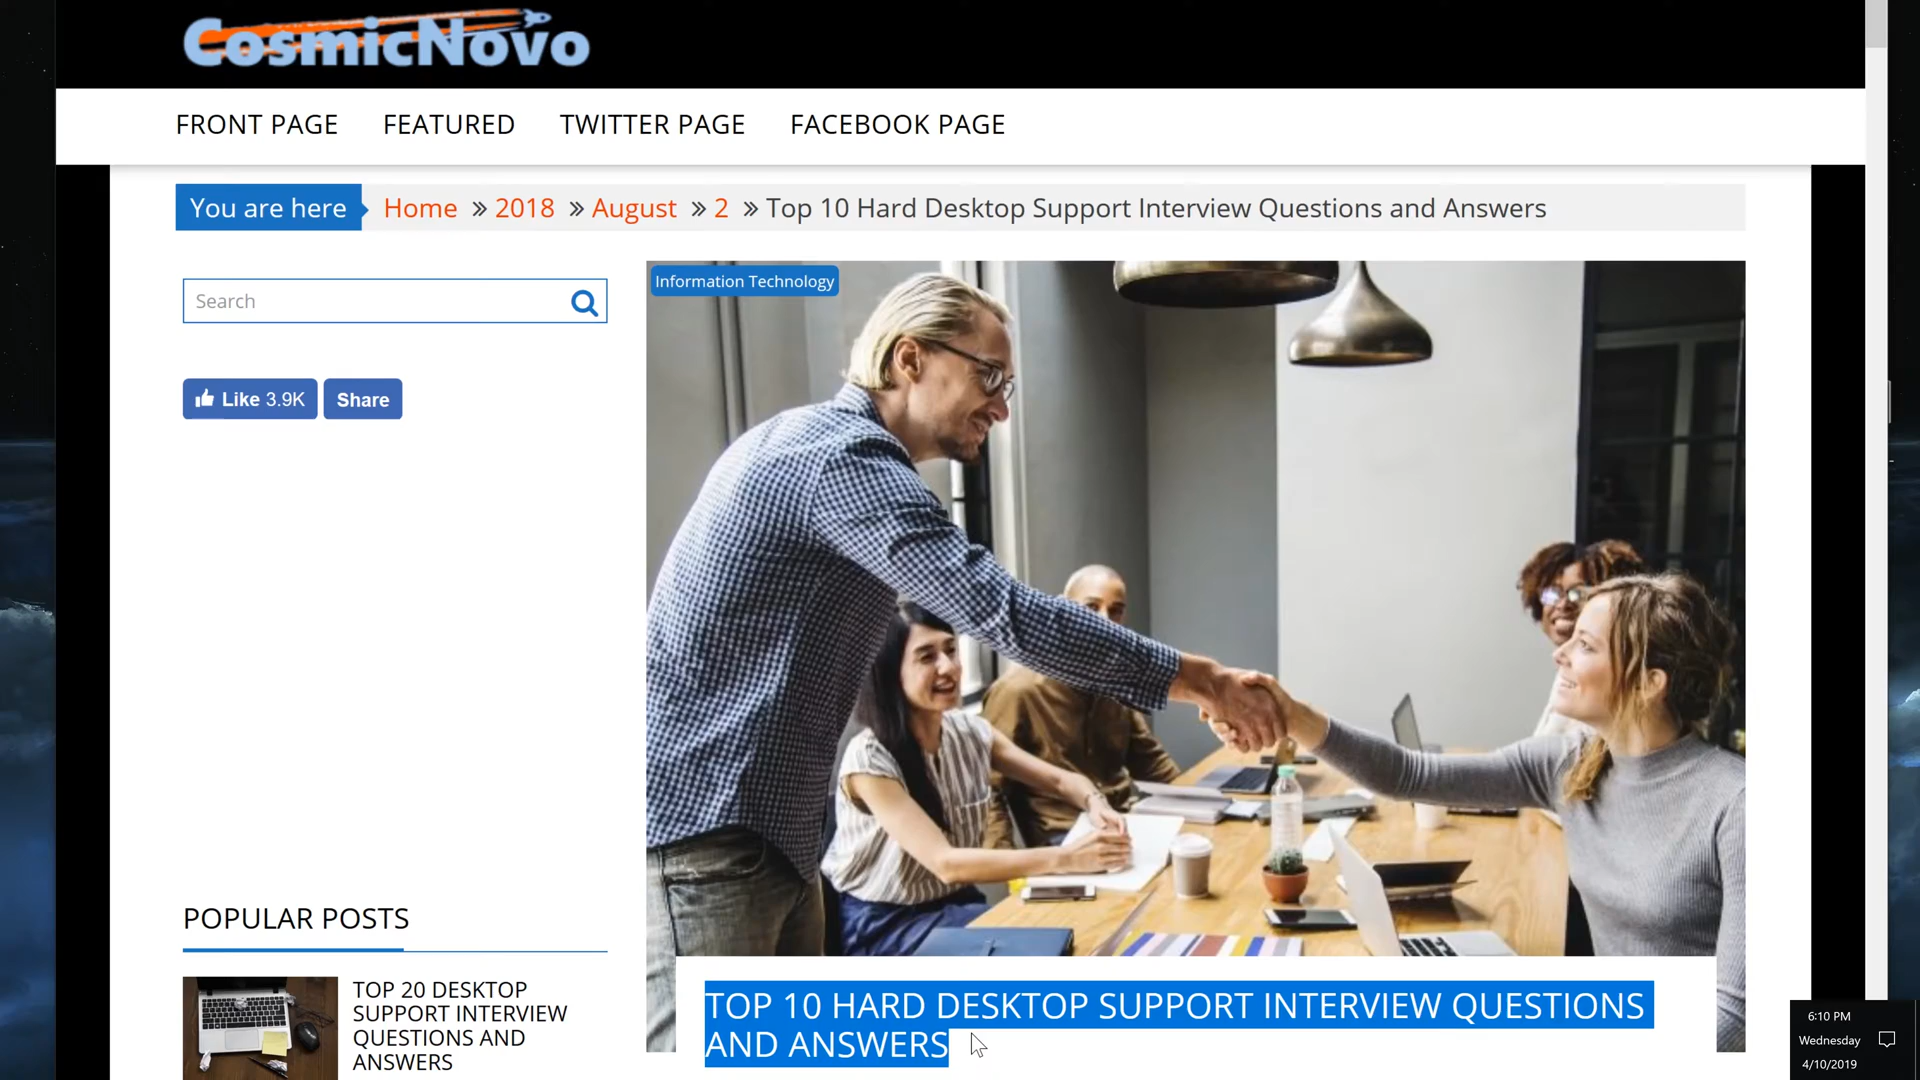 CosmicNovo
FRONT PAGE FEATURED TWITTER PAGE FACEBOOK PAGE
You are here Home » 2018 » August » 2 » Top 10 Hard Desktop Support Interview Questions and Answers
Search
Like 3.9K Share
Information Technology
TOP 10 HARD DESKTOP SUPPORT INTERVIEW QUESTIONS
AND ANSWERS
POPULAR POSTS
TOP 20 DESKTOP
SUPPORT INTERVIEW
QUESTIONS AND
ANSWERS
6:10 PM
Wednesday
4/10/2019